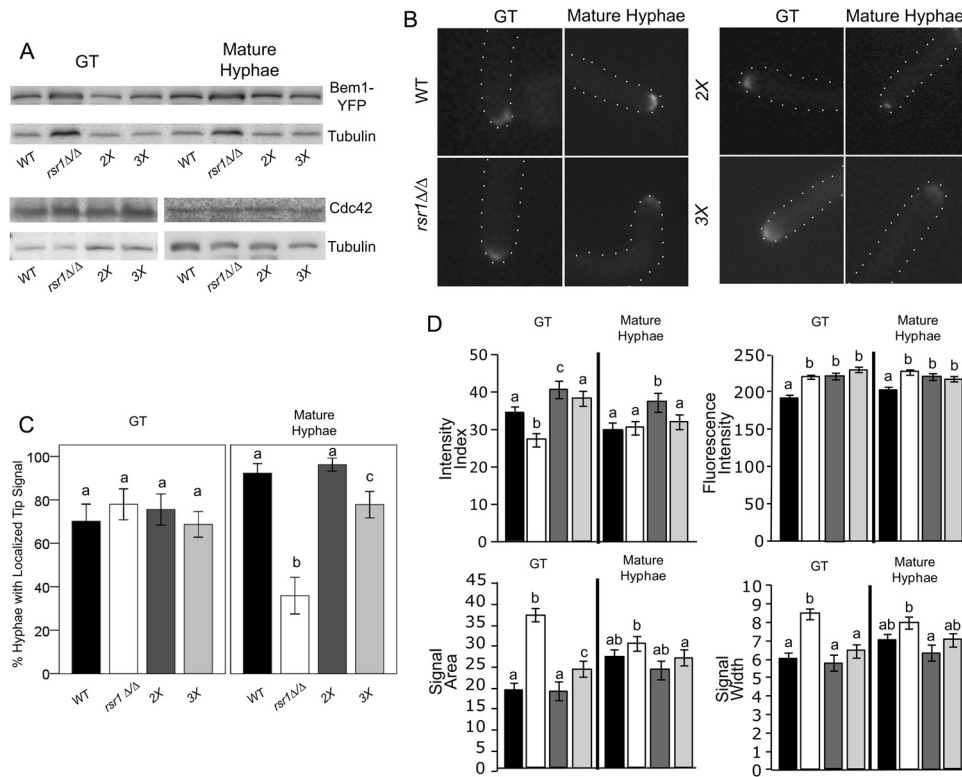 A
GT
Mature
Hyphae
Bem1-
YFP
Tubulin
WT rsr1Δ/Δ 2X 3X WT rsr1Δ/Δ 2X 3X
Cdc42
Tubulin
WT rsr1Δ/Δ 2X 3X WT rsr1Δ/Δ 2X 3X
B
GT Mature Hyphae GT Mature Hyphae
WT
2X
rsr1Δ/Δ
3X
C
GT
Mature
Hyphae
% Hyphae with Localized Tip Signal
100
80
60
40
20
0
a a a a a b a c
WT rsr1 Δ/Δ 2X 3X WT rsr1Δ/Δ 2X 3X
D
GT
Mature
Hyphae
Intensity
Index
50
40
30
20
10
0
a b c a a a b a
GT
Mature
Hyphae
Fluorescence
Intensity
250
200
150
100
50
0
a b b b a b b b
GT
Mature
Hyphae
Signal
Area
45
40
35
30
25
20
15
10
5
0
a b a c ab b ab a
GT
Mature
Hyphae
Signal
Width
10
9
8
7
6
5
4
3
2
1
0
a b a a ab b a ab